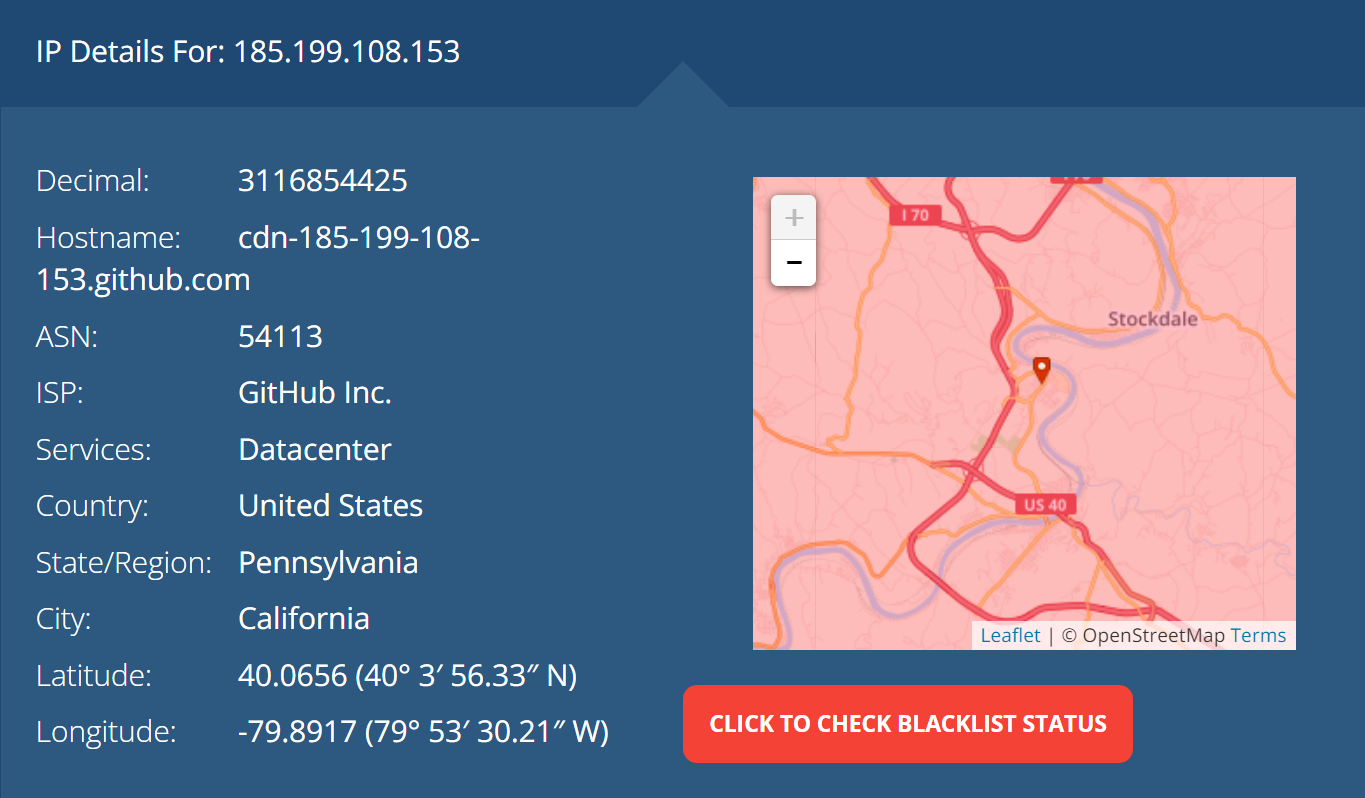 IP Details For: 185.199.108.153
Decimal: 3116854425
Hostname: cdn-185-199-108-
153.github.com
ASN: 54113
ISP: GitHub Inc.
Services: Datacenter
Country: United States
State/Region: Pennsylvania
City: California
Latitude: 40.0656 (40° 3′ 56.33″ N)
Longitude: -79.8917 (79° 53′ 30.21″ W)
+
−
I 70
Stockdale
US 40
Leaflet | © OpenStreetMap Terms
CLICK TO CHECK BLACKLIST STATUS